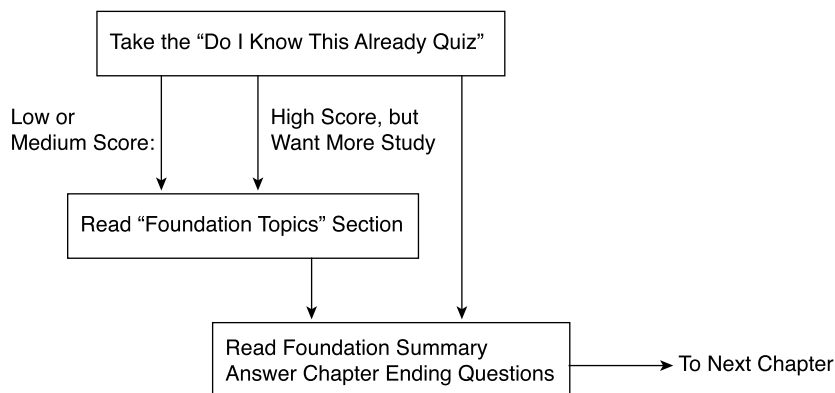 Take the “Do I Know This Already Quiz”
Low or
Medium Score:
High Score, but
Want More Study
Read “Foundation Topics” Section
Read Foundation Summary
Answer Chapter Ending Questions
To Next Chapter